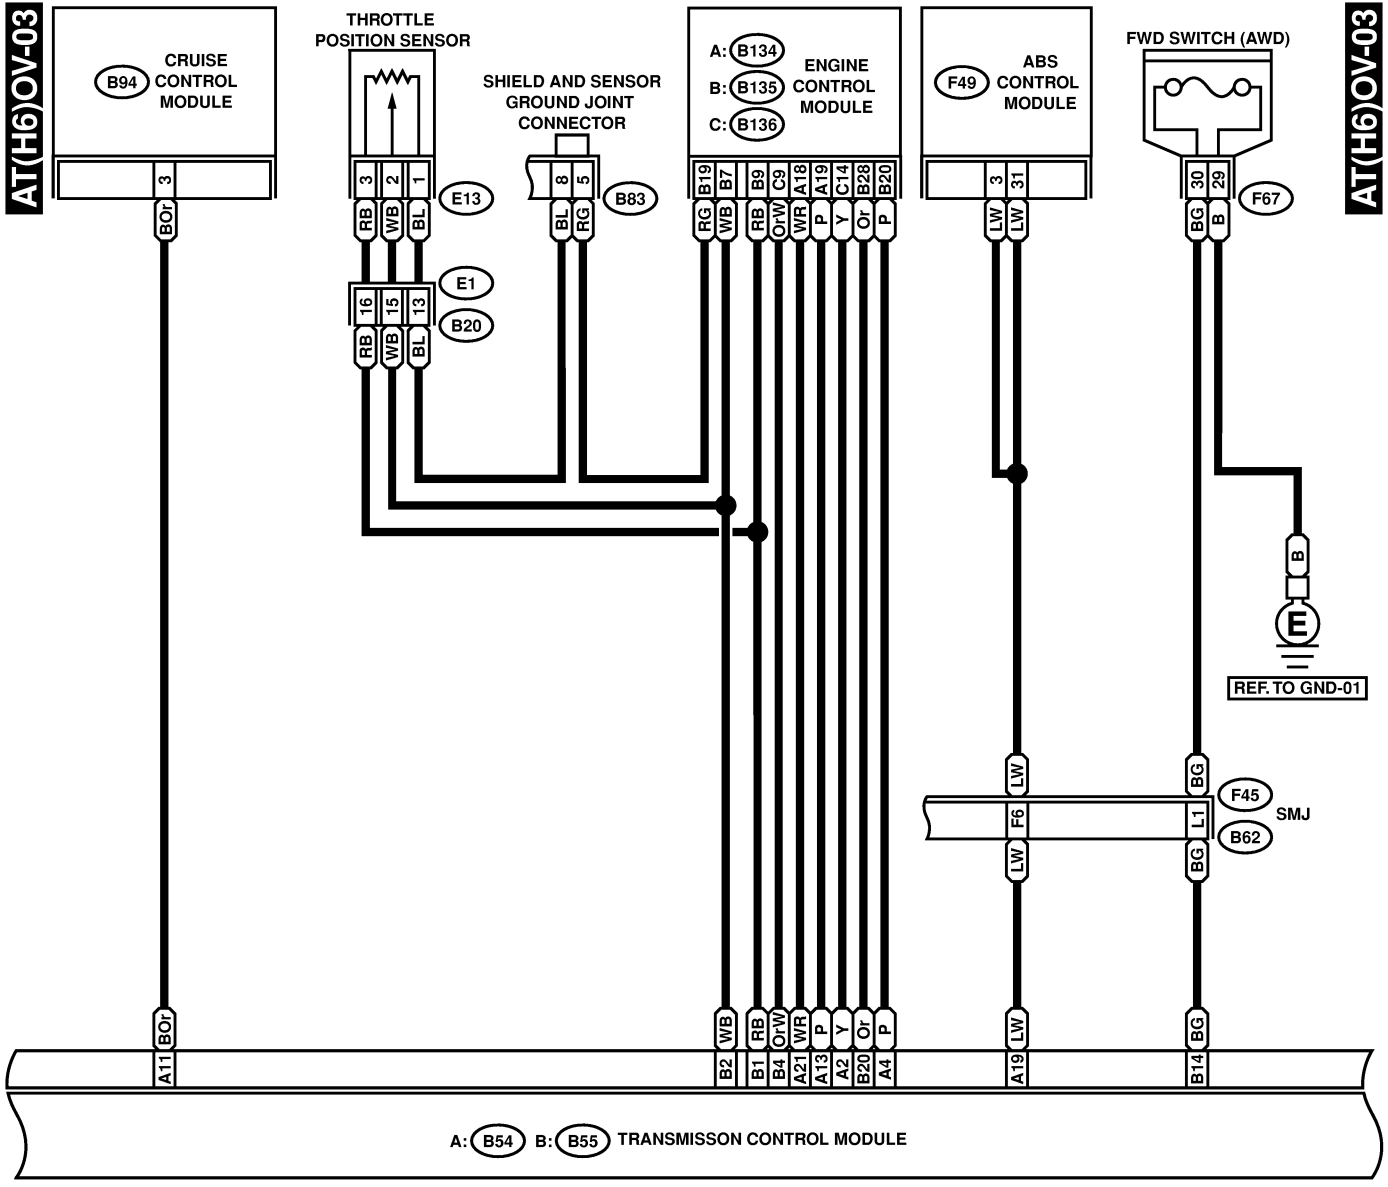 AT(H6)OV-03
AT(H6)OV-03
B94
CRUISE
CONTROL
MODULE
3
BOr
THROTTLE
POSITION SENSOR
3 2 1
E13
RB WB BL
E1
16 15 13
B20
RB WB BL
SHIELD AND SENSOR
GROUND JOINT
CONNECTOR
8 5
B83
BL RG
A: B134
B: B135
C: B136
ENGINE
CONTROL
MODULE
B19 B7 B9 C9 A18 A19 C14 B28 B20
RG WB RB OrW WR P Y Or P
F49
ABS
CONTROL
MODULE
3 31
LW LW
FWD SWITCH (AWD)
30 29
F67
BG B
B
E
REF. TO GND-01
LW BG
F45
F6 L1
SMJ
B62
LW BG
BOr WB RB OrW WR P Y Or P LW BG
A11 B2 B1 B4 A21 A13 A2 B20 A4 A19 B14
A: B54 B: B55 TRANSMISSON CONTROL MODULE